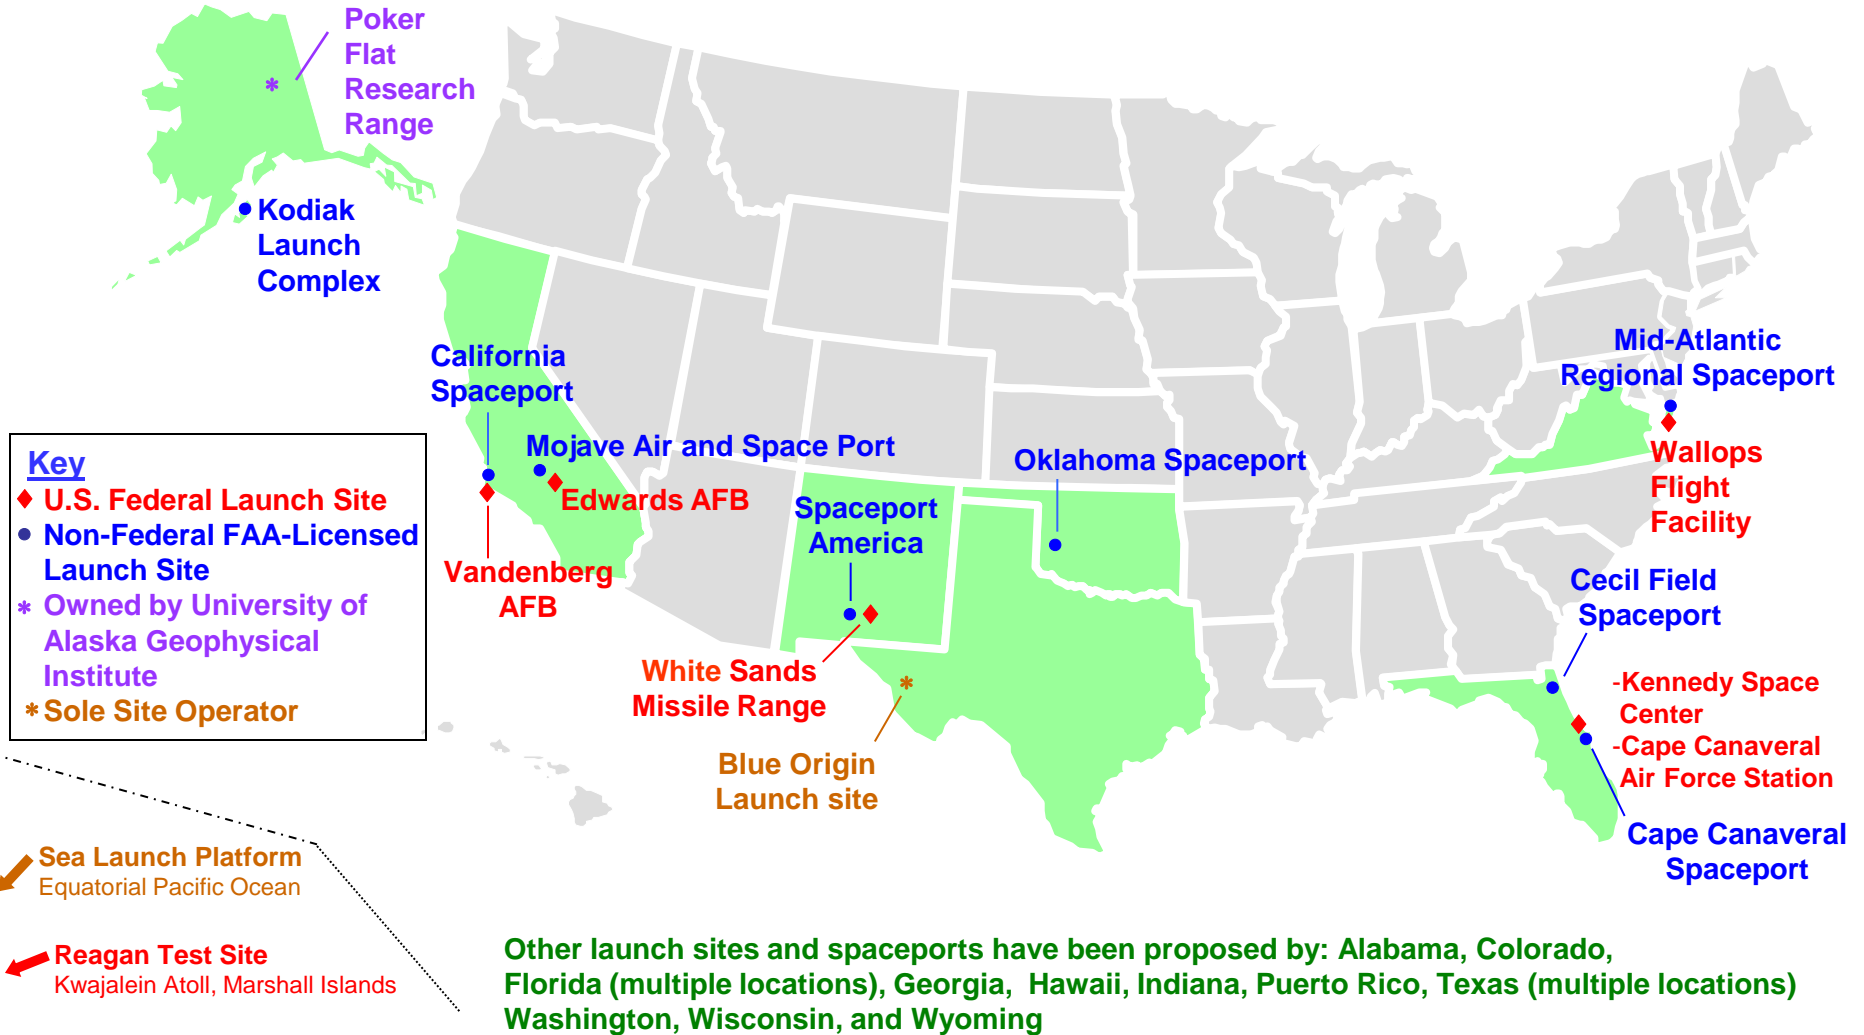 Poker
Flat
Research
Range
Kodiak
Launch
Complex
California
Spaceport
Mojave Air and Space Port
Edwards AFB
Vandenberg
AFB
Spaceport
America
White Sands
Missile Range
Blue Origin
Launch site
Oklahoma Spaceport
Mid-Atlantic
Regional Spaceport
Wallops
Flight
Facility
Cecil Field
Spaceport
-Kennedy Space
Center
-Cape Canaveral
Air Force Station
Cape Canaveral
Spaceport
Key
U.S. Federal Launch Site
Non-Federal FAA-Licensed
Launch Site
* Owned by University of
Alaska Geophysical
Institute
* Sole Site Operator
Sea Launch Platform
Equatorial Pacific Ocean
Reagan Test Site
Kwajalein Atoll, Marshall Islands
Other launch sites and spaceports have been proposed by: Alabama, Colorado,
Florida (multiple locations), Georgia, Hawaii, Indiana, Puerto Rico, Texas (multiple locations)
Washington, Wisconsin, and Wyoming